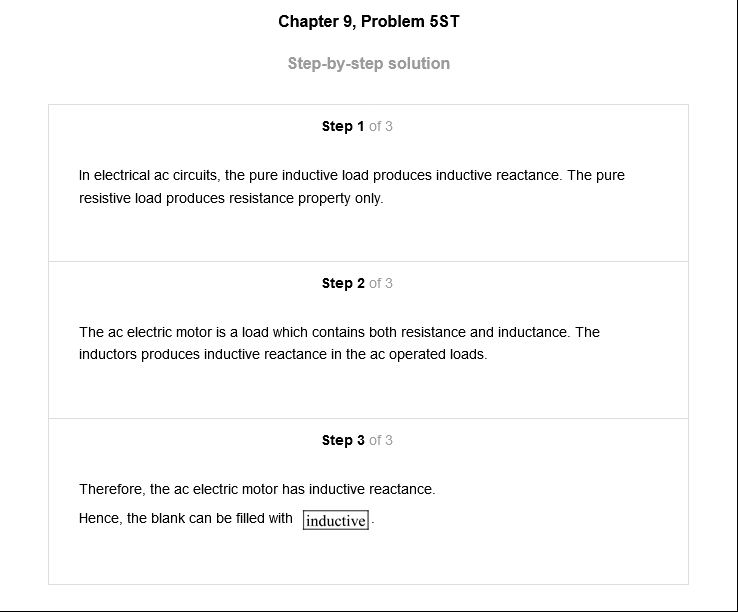 Chapter 9, Problem 5ST
Step-by-step solution
Step 1 of 3
In electrical ac circuits, the pure inductive load produces inductive reactance. The pure
resistive load produces resistance property only.
Step 2 of 3
The ac electric motor is a load which contains both resistance and inductance. The
inductors produces inductive reactance in the ac operated loads.
Step 3 of 3
Therefore, the ac electric motor has inductive reactance.
Hence, the blank can be filled with inductive.